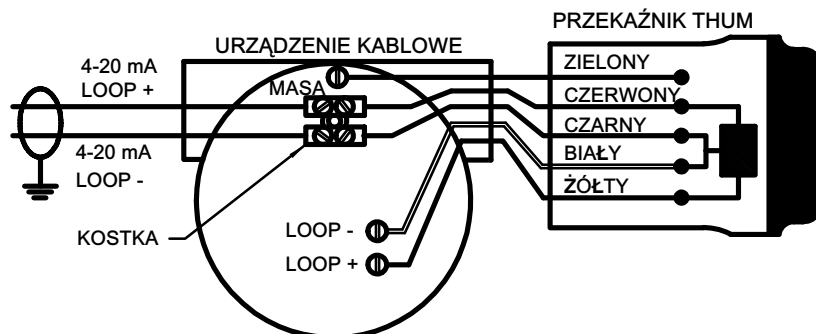 PRZEKAŹNIK THUM
URZĄDZENIE KABLOWE
4-20 mA
LOOP +
MASA
ZIELONY
CZERWONY
CZARNY
BIAŁY
ŻÓŁTY
4-20 mA
LOOP -
KOSTKA
LOOP -
LOOP +